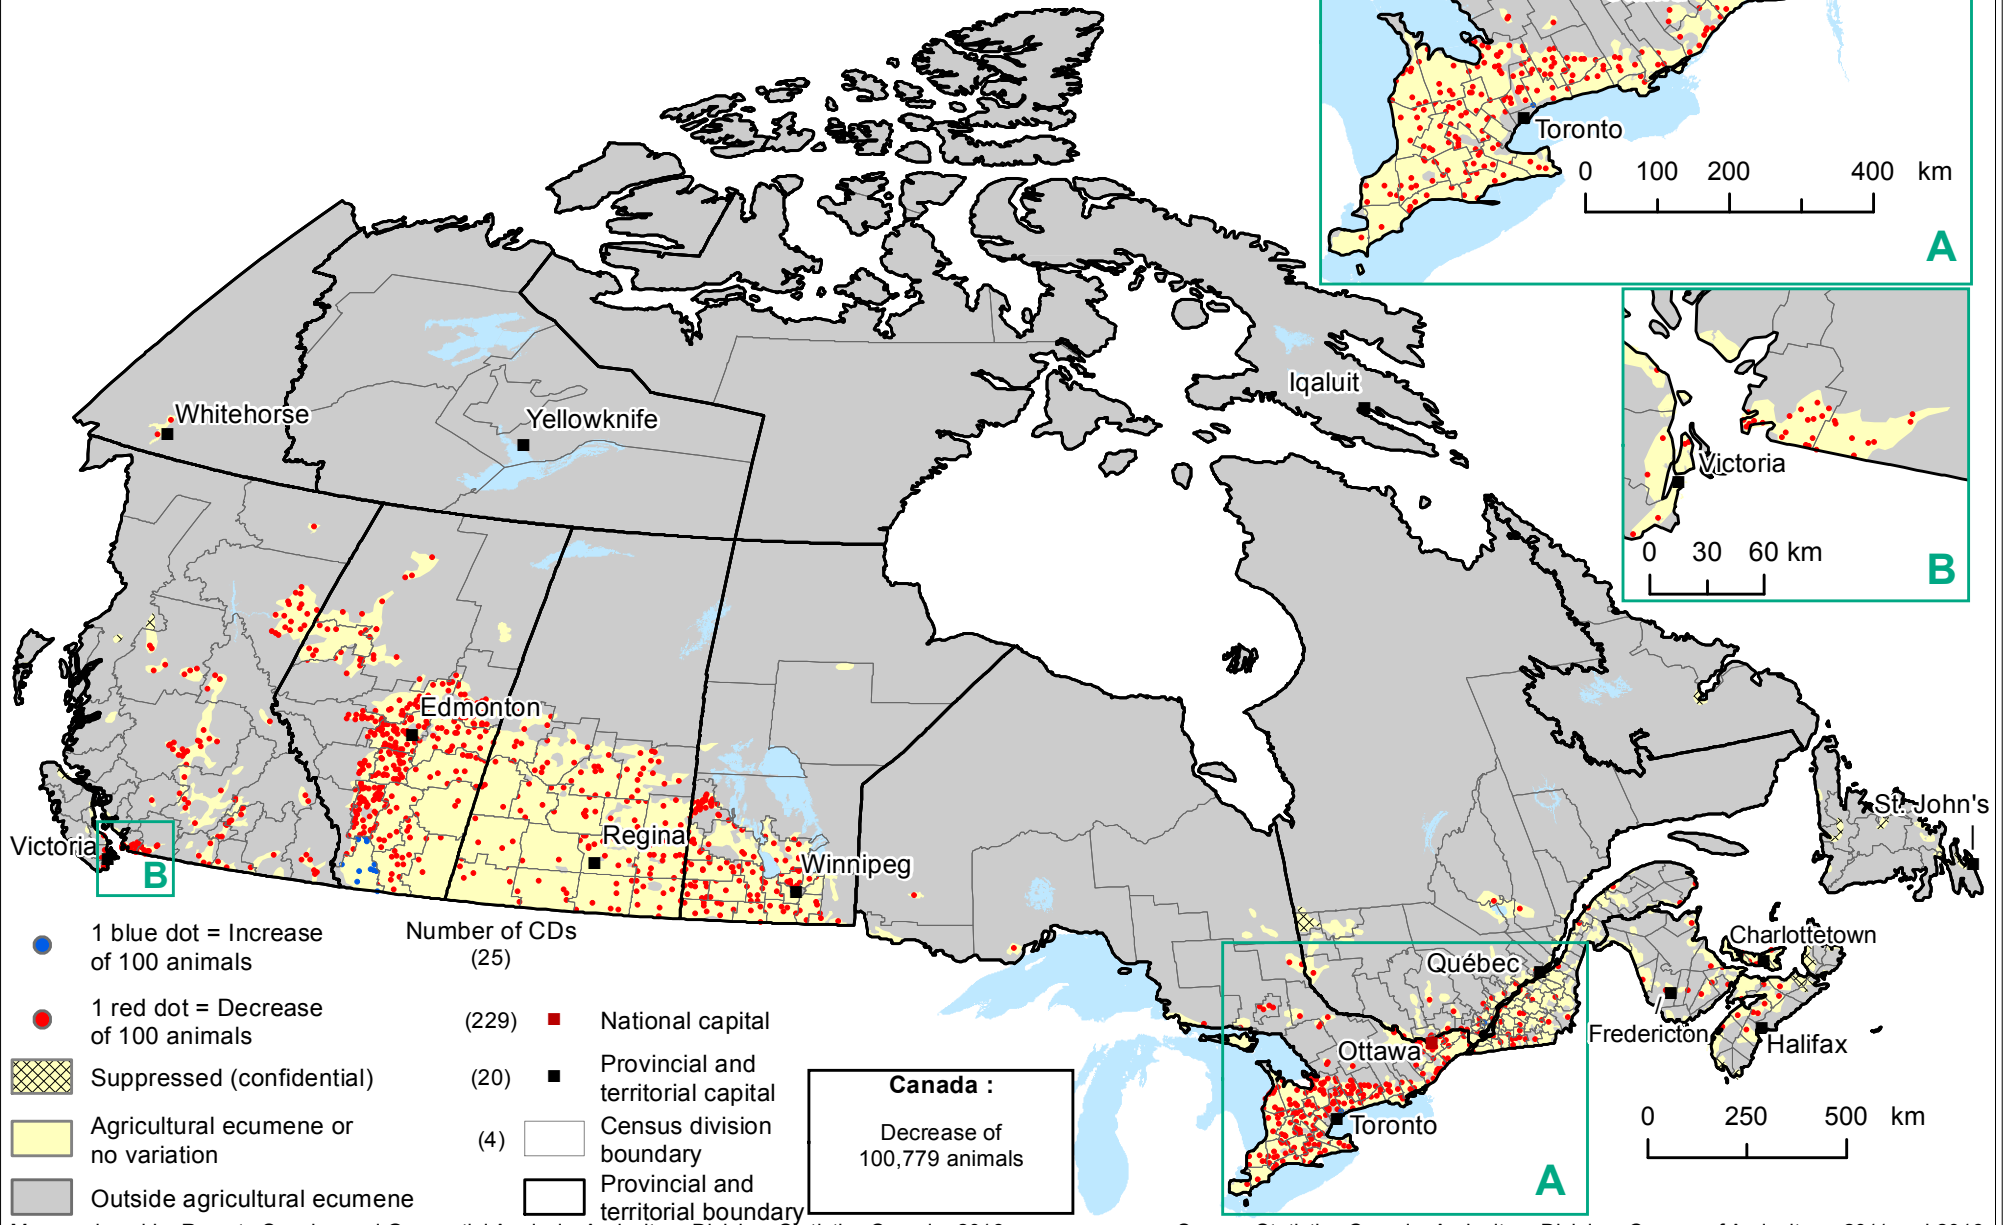 Toronto
0 100 200 400 km
A
Iqaluit
Whitehorse
Yellowknife
Victoria
0 30 60 km
B
Edmonton
Regina
Winnipeg
Victoria
B
St. John's
Charlottetown
Québec
Fredericton
Halifax
Ottawa
Toronto
A
0 250 500 km
Number of CDs
1 blue dot = Increase
of 100 animals
(25)
1 red dot = Decrease
of 100 animals
(229)
Suppressed (confidential)
(20)
Agricultural ecumene or
no variation
(4)
Outside agricultural ecumene
National capital
Provincial and
territorial capital
Census division
boundary
Provincial and
territorial boundary
Canada :
Decrease of
100,779 animals